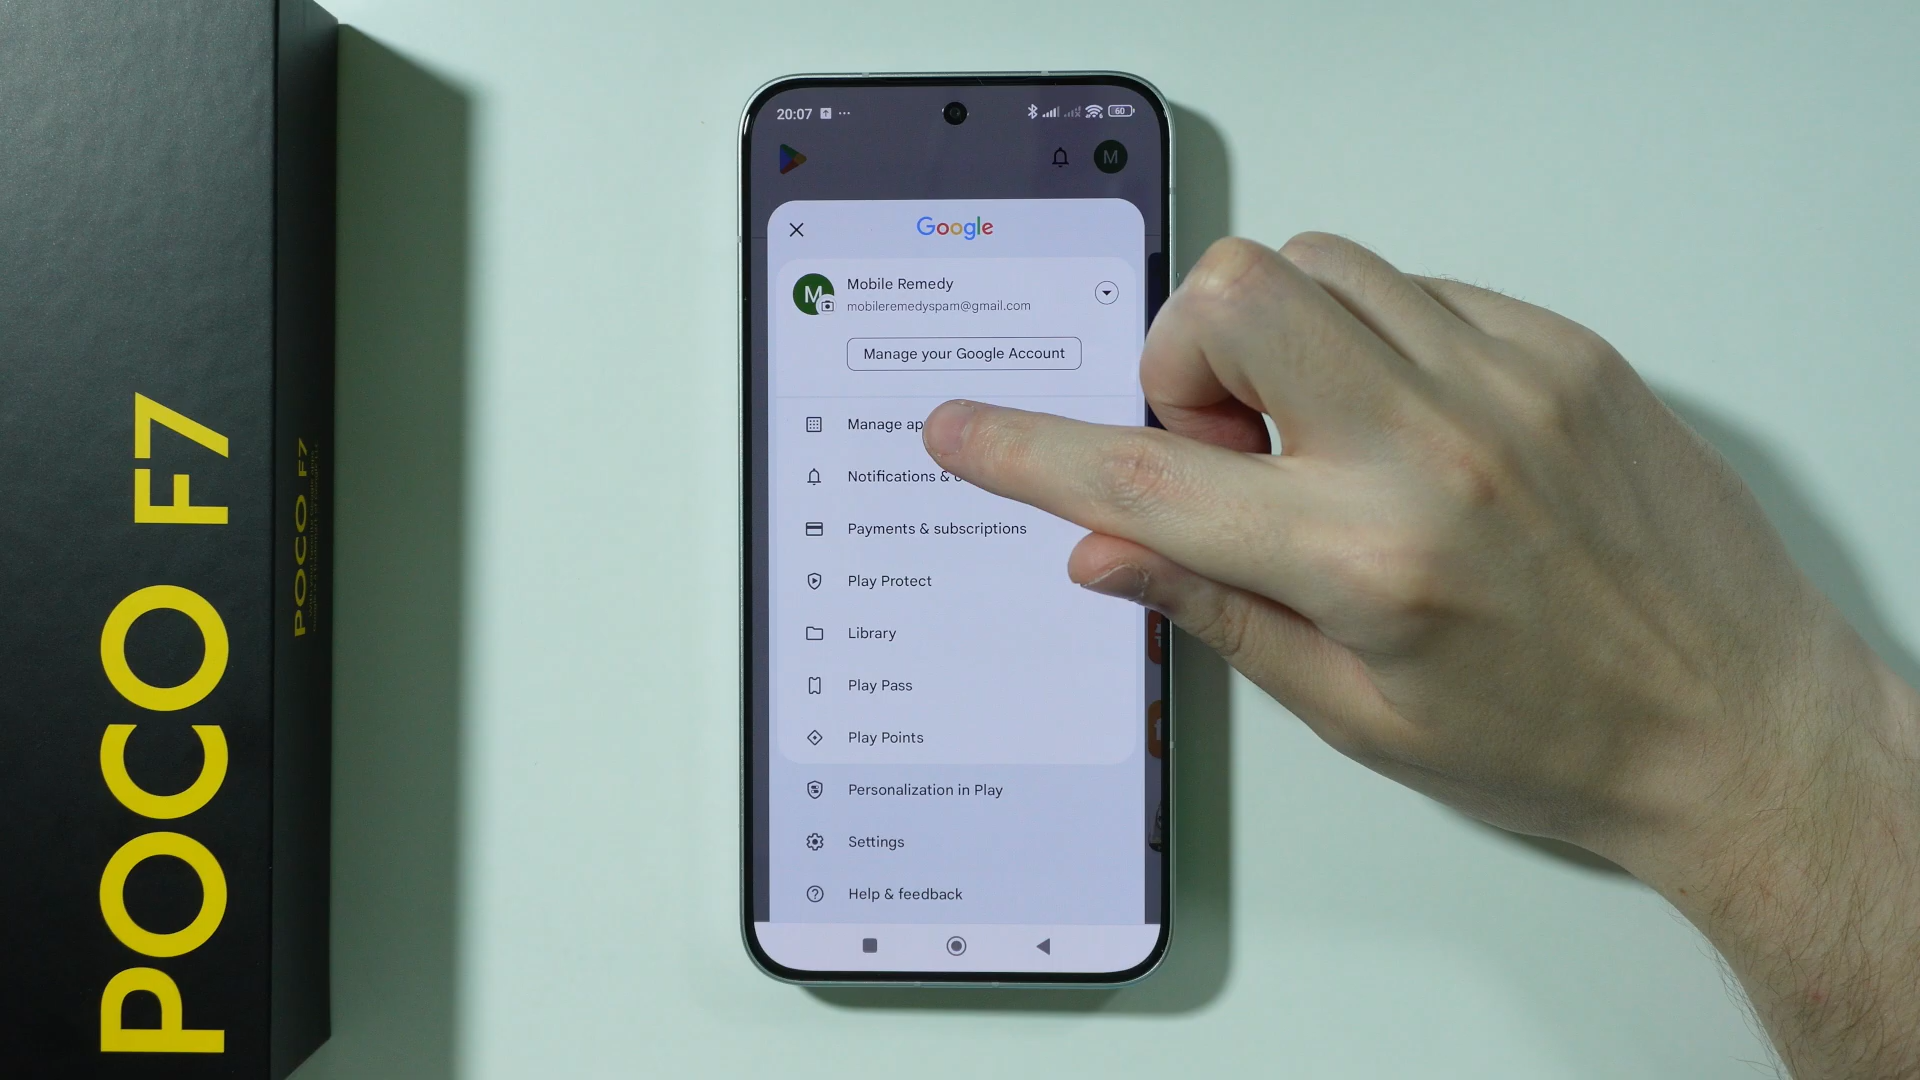 POCO F7
POCO F7
20:07
60
M
Google
M
Mobile Remedy
mobileremedyspam@gmail.com
Manage your Google Account
Manage
Notifications &
Payments & subscriptions
Play Protect
Library
Play Pass
Play Points
Personalization in Play
Settings
Help & feedback